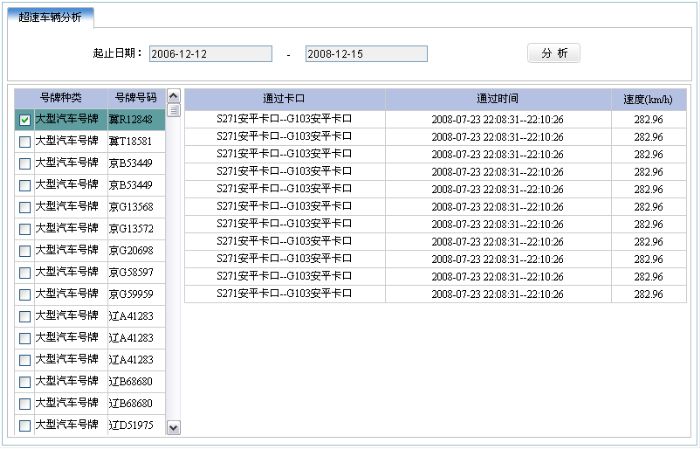 超速车辆分析
起止日期： 2006-12-12 - 2008-12-15 分 析
号牌种类 号牌号码
大型汽车号牌 冀R12848
大型汽车号牌 冀T18581
大型汽车号牌 京B53449
大型汽车号牌 京B53449
大型汽车号牌 京G13568
大型汽车号牌 京G13572
大型汽车号牌 京G20698
大型汽车号牌 京G58597
大型汽车号牌 京G59959
大型汽车号牌 辽A41283
大型汽车号牌 辽A41283
大型汽车号牌 辽A41283
大型汽车号牌 辽B68680
大型汽车号牌 辽B68680
大型汽车号牌 辽D51975
通过卡口 通过时间 速度(km/h)
S271安平卡口--G103安平卡口 2008-07-23 22:08:31--22:10:26 282.96
S271安平卡口--G103安平卡口 2008-07-23 22:08:31--22:10:26 282.96
S271安平卡口--G103安平卡口 2008-07-23 22:08:31--22:10:26 282.96
S271安平卡口--G103安平卡口 2008-07-23 22:08:31--22:10:26 282.96
S271安平卡口--G103安平卡口 2008-07-23 22:08:31--22:10:26 282.96
S271安平卡口--G103安平卡口 2008-07-23 22:08:31--22:10:26 282.96
S271安平卡口--G103安平卡口 2008-07-23 22:08:31--22:10:26 282.96
S271安平卡口--G103安平卡口 2008-07-23 22:08:31--22:10:26 282.96
S271安平卡口--G103安平卡口 2008-07-23 22:08:31--22:10:26 282.96
S271安平卡口--G103安平卡口 2008-07-23 22:08:31--22:10:26 282.96
S271安平卡口--G103安平卡口 2008-07-23 22:08:31--22:10:26 282.96